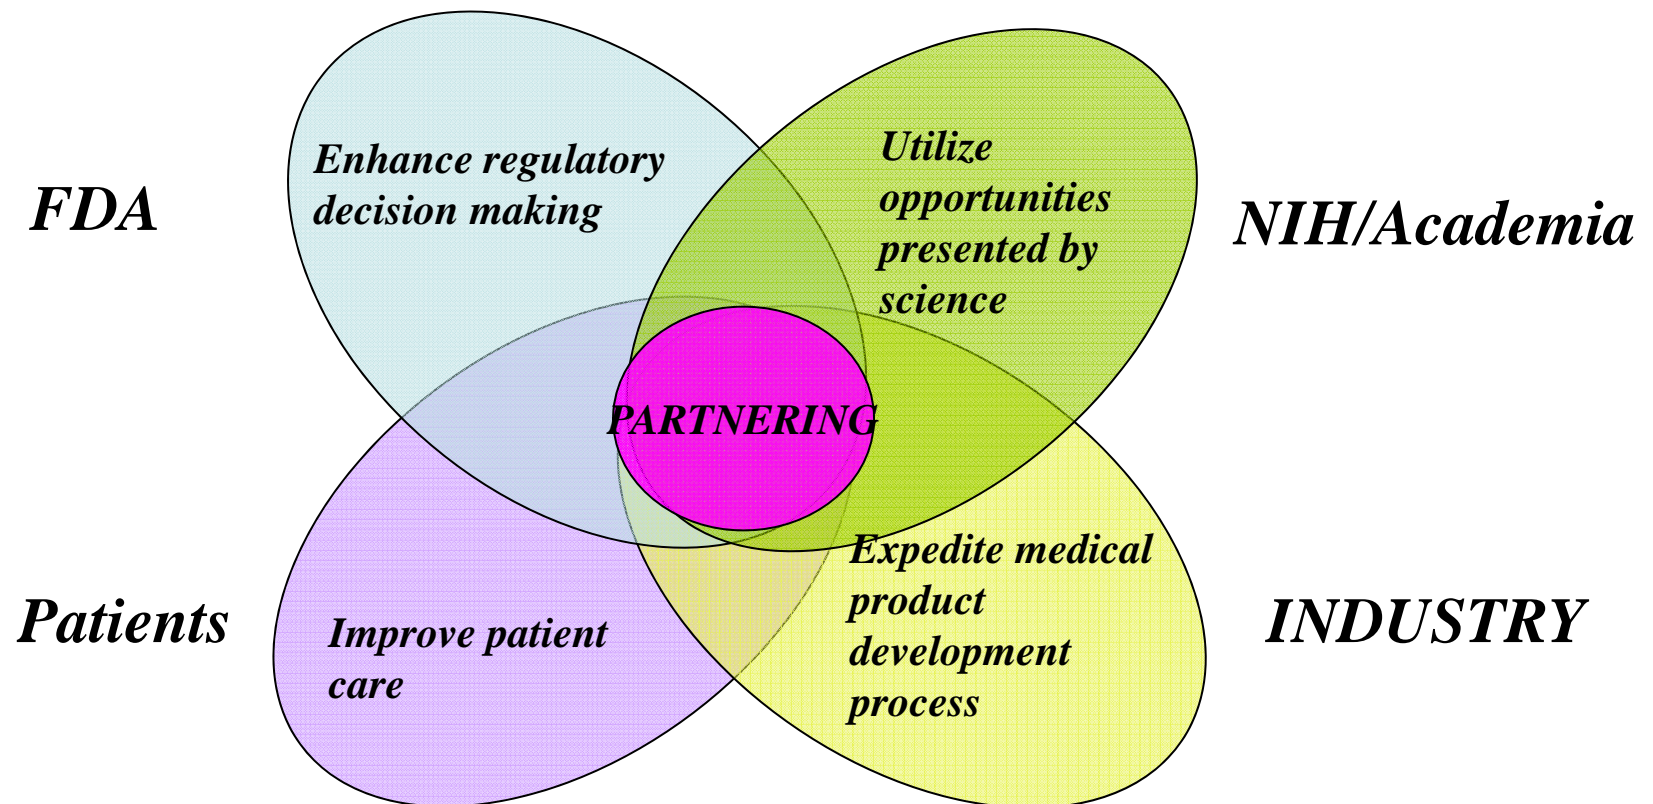 FDA
Enhance regulatory
decision making
Utilize
opportunities
presented by
science
NIH/Academia
PARTNERING
Patients
Improve patient
care
Expedite medical
product
development
process
INDUSTRY